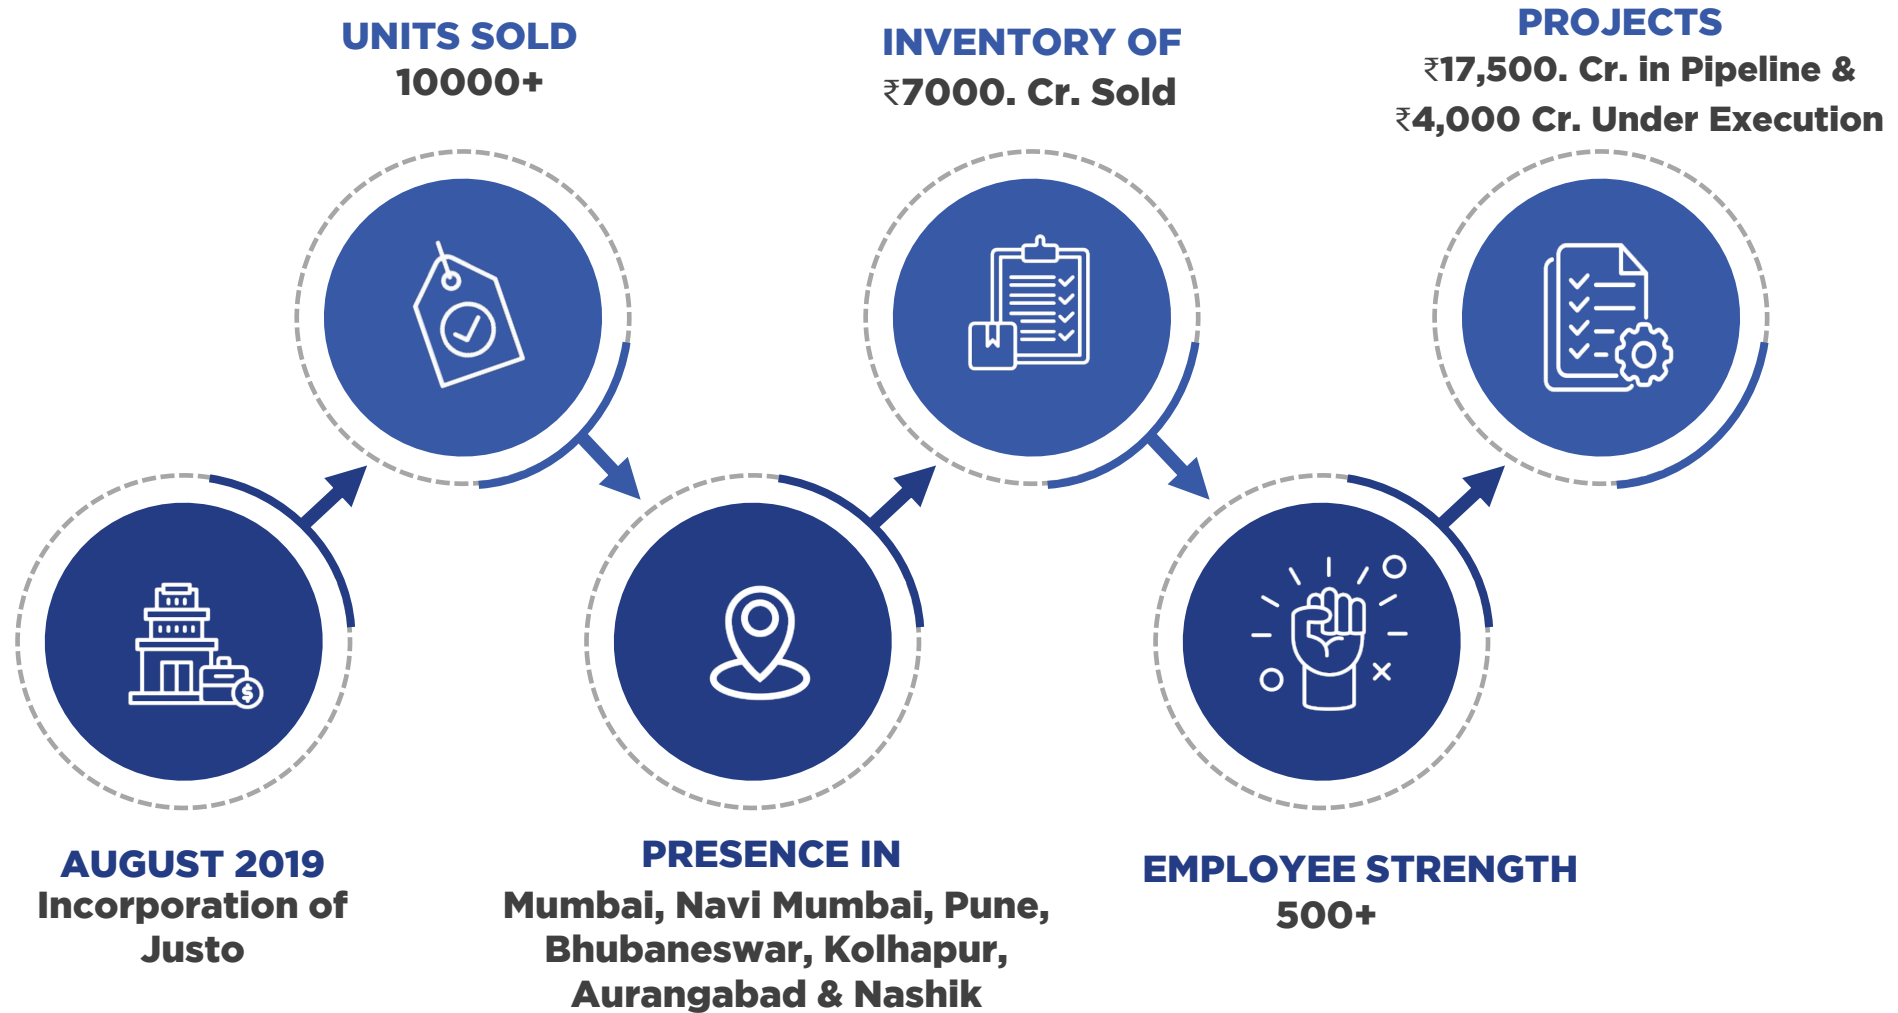 UNITS SOLD
10000+
INVENTORY OF
₹7000. Cr. Sold
PROJECTS
₹17,500. Cr. in Pipeline &
₹4,000 Cr. Under Execution
$
AUGUST 2019
Incorporation of
Justo
PRESENCE IN
Mumbai, Navi Mumbai, Pune,
Bhubaneswar, Kolhapur,
Aurangabad & Nashik
EMPLOYEE STRENGTH
500+